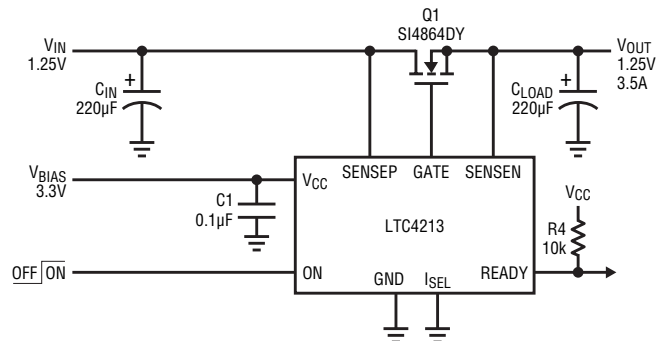 Q1
SI4864DY
VIN
1.25V
VOUT
1.25V
3.5A
CIN
220µF
+
+
CLOAD
220µF
VBIAS
3.3V
VCC
SENSEP
GATE
SENSEN
C1
0.1µF
LTC4213
VCC
R4
10k
OFF ON
ON
GND
ISEL
READY